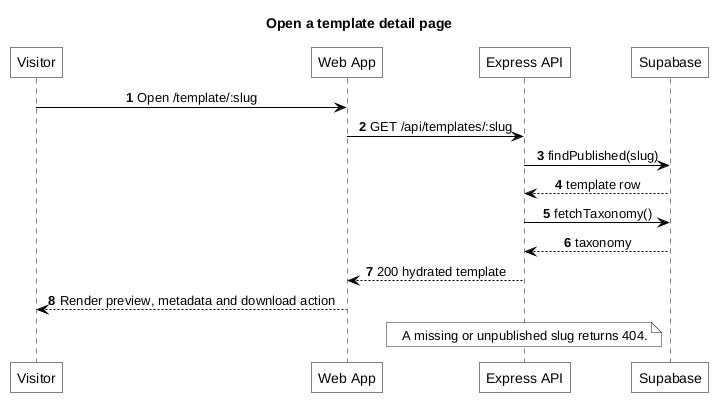 Open a template detail page
Visitor Web App Express API Supabase
1 Open /template/:slug
2 GET /api/templates/:slug
3 findPublished(slug)
4 template row
5 fetchTaxonomy()
6 taxonomy
7 200 hydrated template
8 Render preview, metadata and download action
A missing or unpublished slug returns 404.
Visitor Web App Express API Supabase